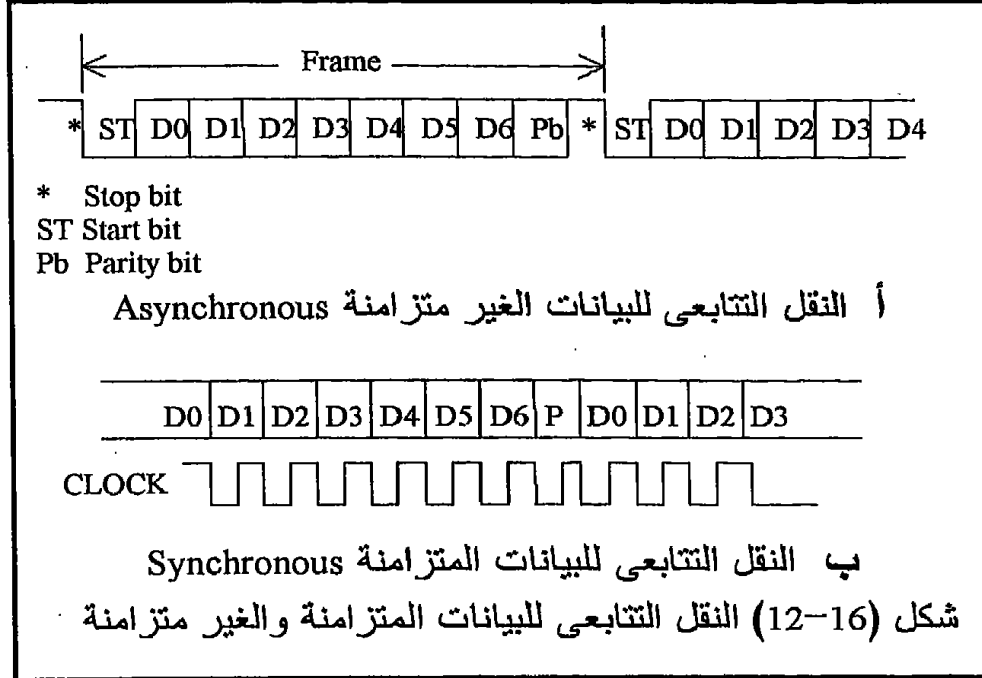 Frame
* ST D0 D1 D2 D3 D4 D5 D6 Pb * ST D0 D1 D2 D3 D4
* Stop bit
ST Start bit
Pb Parity bit
أ النقل التتابعى للبيانات الغير متزامنة Asynchronous
D0 D1 D2 D3 D4 D5 D6 P D0 D1 D2 D3
CLOCK
ب النقل التتابعى للبيانات المتزامنة Synchronous
شكل (16-12) النقل التتابعى للبيانات المتزامنة والغير متزامنة